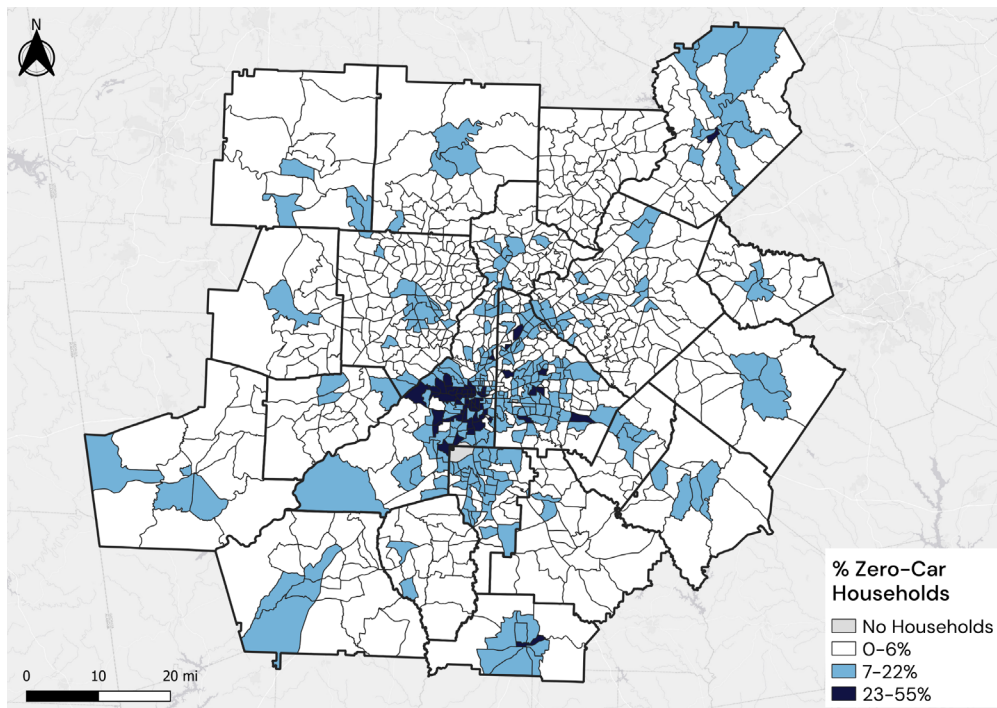 N
% Zero-Car
Households
No Households
0-6%
7-22%
23-55%
0 10 20 mi